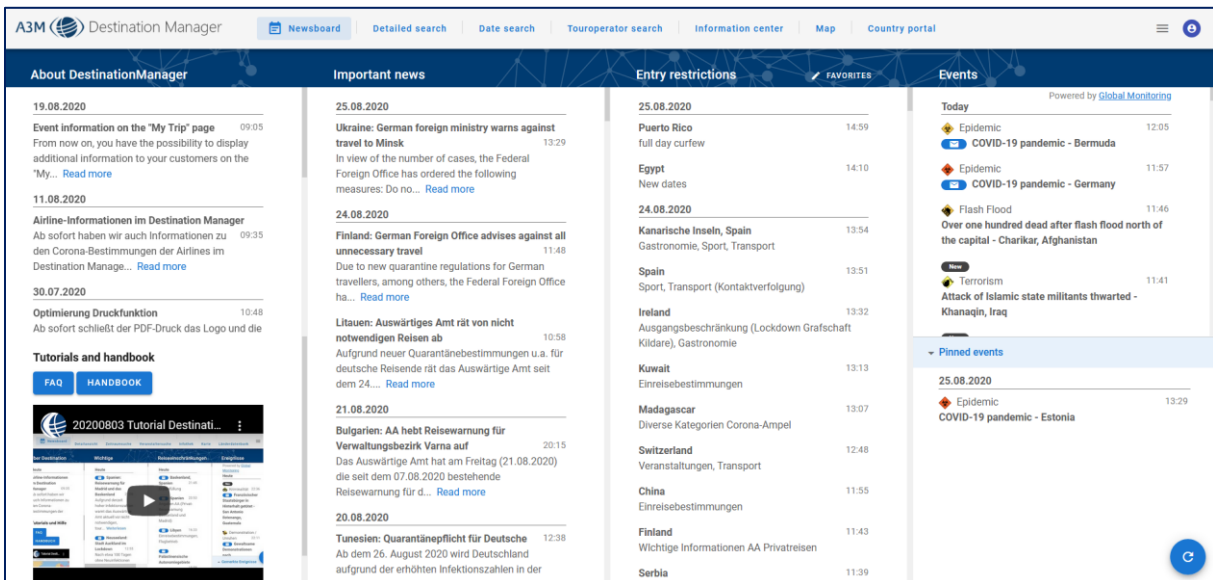 A3M Destination Manager
Newsboard
Detailed search
Date search
Touroperator search
Information center
Map
Country portal
About DestinationManager
19.08.2020
Event information on the "My Trip" page 09:05
From now on, you have the possibility to display
additional information to your customers on the
"My... Read more
11.08.2020
Airline-Informationen im Destination Manager
Ab sofort haben wir auch Informationen zu 09:35
den Corona-Bestimmungen der Airlines im
Destination Manage... Read more
30.07.2020
Optimierung Druckfunktion 10:48
Ab sofort schließt der PDF-Druck das Logo und die
Tutorials and handbook
FAQ
HANDBOOK
20200803 Tutorial Destinati...
Important news
25.08.2020
Ukraine: German foreign ministry warns against
travel to Minsk 13:29
In view of the number of cases, the Federal
Foreign Office has ordered the following
measures: Do no... Read more
24.08.2020
Finland: German Foreign Office advises against all
unnecessary travel 11:48
Due to new quarantine regulations for German
travellers, among others, the Federal Foreign Office
ha... Read more
Litauen: Auswärtiges Amt rät von nicht
notwendigen Reisen ab 10:58
Aufgrund neuer Quarantänebestimmungen u.a. für
deutsche Reisende rät das Auswärtige Amt seit
dem 24.... Read more
21.08.2020
Bulgarien: AA hebt Reisewarnung für
Verwaltungsbezirk Varna auf 20:15
Das Auswärtige Amt hat am Freitag (21.08.2020)
die seit dem 07.08.2020 bestehende
Reisewarnung für d... Read more
20.08.2020
Tunesien: Quarantänepflicht für Deutsche 12:38
Ab dem 26. August 2020 wird Deutschland
aufgrund der erhöhten Infektionszahlen in der
Entry restrictions
FAVORITES
25.08.2020
Puerto Rico 14:59
full day curfew
Egypt 14:10
New dates
24.08.2020
Kanarische Inseln, Spain 13:54
Gastronomie, Sport, Transport
Spain 13:51
Sport, Transport (Kontaktverfolgung)
Ireland 13:32
Ausgangsbeschränkung (Lockdown Grafschaft
Kildare), Gastronomie
Kuwait 13:13
Einreisebestimmungen
Madagascar 13:07
Diverse Kategorien Corona-Ampel
Switzerland 12:48
Veranstaltungen, Transport
China 11:55
Einreisebestimmungen
Finland 11:43
WIchtige Informationen AA Privatreisen
Serbia 11:39
Events
Powered by Global Monitoring
Today
Epidemic 12:05
COVID-19 pandemic - Bermuda
Epidemic 11:57
COVID-19 pandemic - Germany
Flash Flood 11:46
Over one hundred dead after flash flood north of
the capital - Charikar, Afghanistan
New
Terrorism 11:41
Attack of Islamic state militants thwarted -
Khanaqin, Iraq
Pinned events
25.08.2020
Epidemic 13:29
COVID-19 pandemic - Estonia